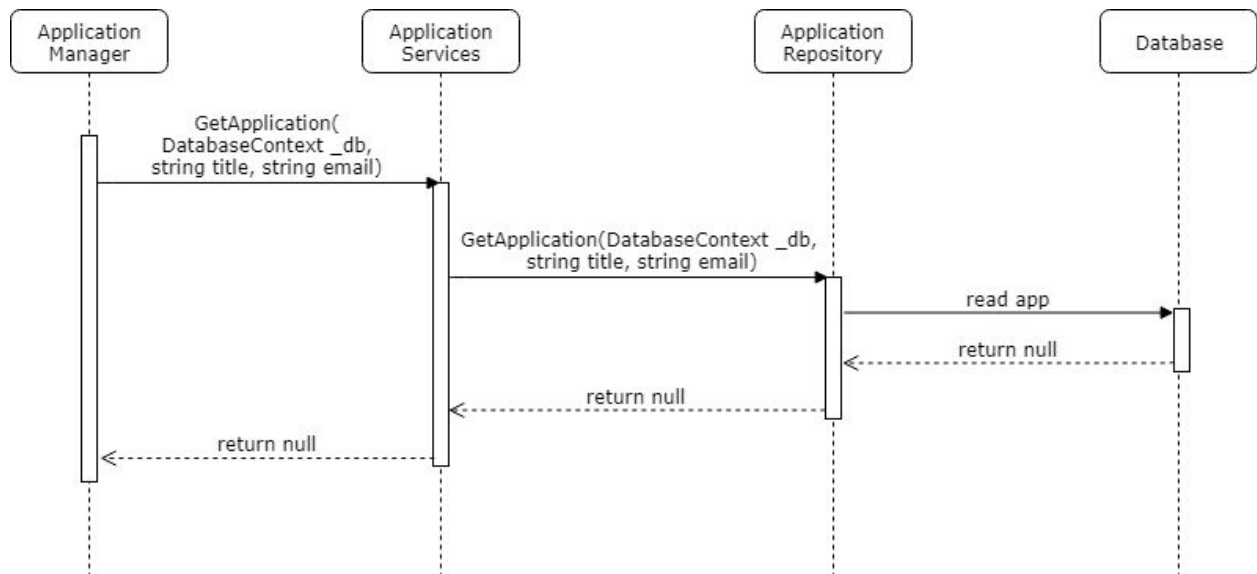 Application
Manager
Application
Services
Application
Repository
Database
GetApplication(
DatabaseContext _db,
string title, string email)
GetApplication(DatabaseContext _db,
string title, string email)
read app
return null
return null
return null